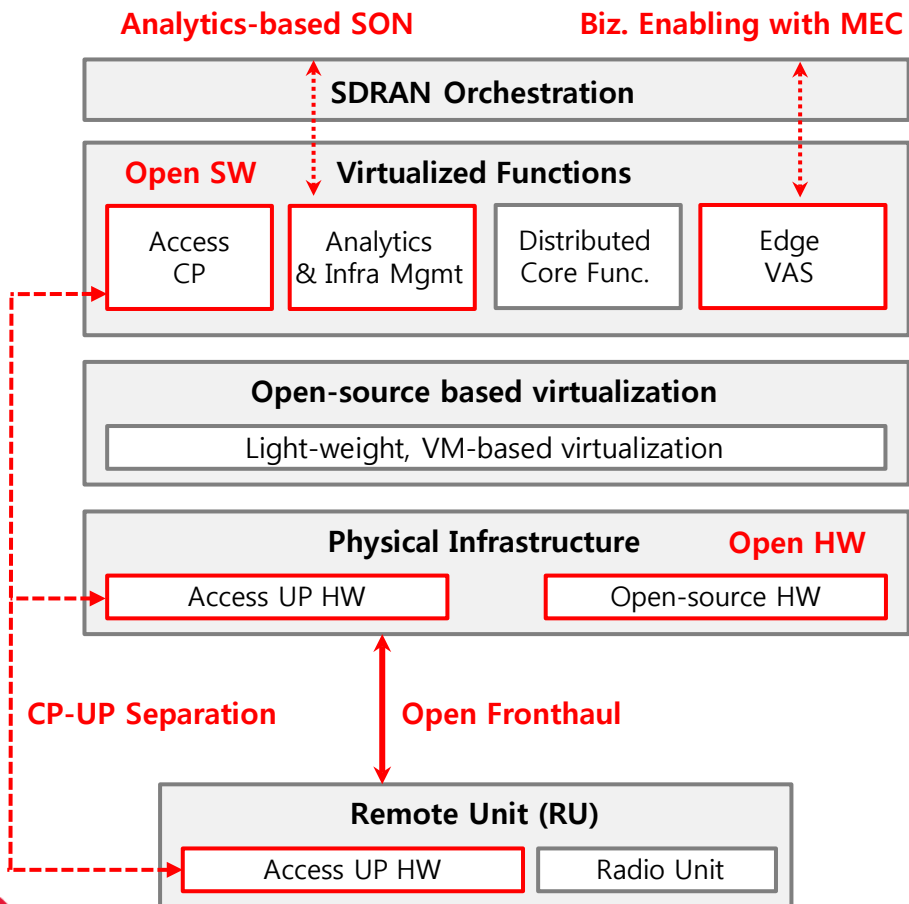 Analytics-based SON
Biz. Enabling with MEC
SDRAN Orchestration
Open SW
Virtualized Functions
Access
CP
Analytics
& Infra Mgmt
Distributed
Core Func.
Edge
VAS
Open-source based virtualization
Light-weight, VM-based virtualization
Physical Infrastructure
Open HW
Access UP HW
Open-source HW
CP-UP Separation
Open Fronthaul
Remote Unit (RU)
Access UP HW
Radio Unit